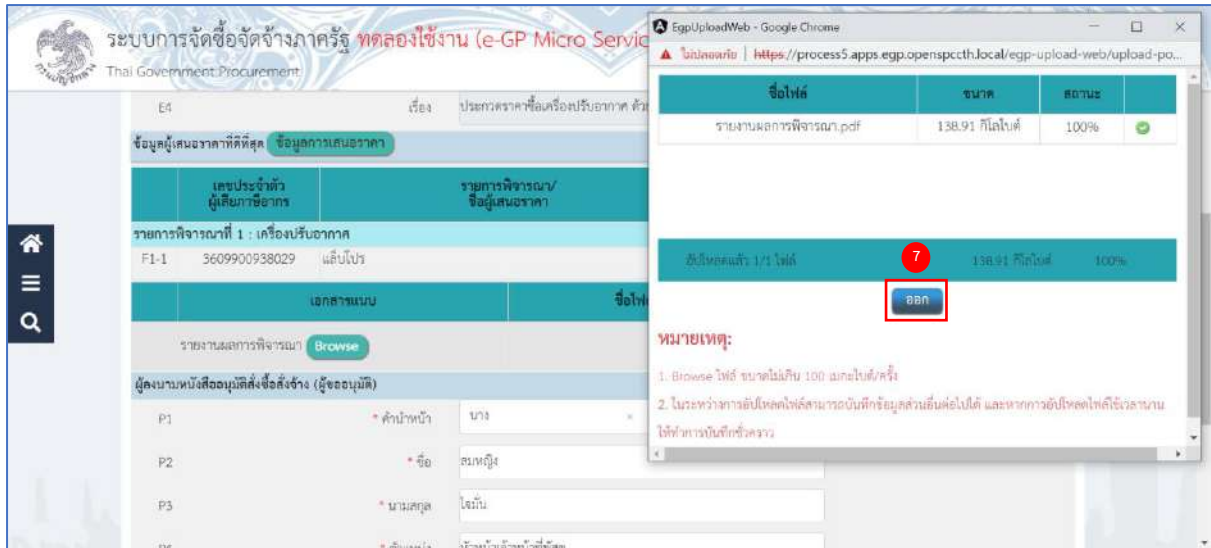 ระบบการจัดซื้อจัดจ้างภาครัฐ ทดลองใช้งาน (e-GP Micro Servic
Thai Government Procurement
E4 เรื่อง ประกวดราคาซื้อเครื่องปรับอากาศ ด้วย
ข้อมูลผู้เสนอราคาที่ดีที่สุด ข้อมูลการเสนอราคา
เลขประจำตัว
ผู้เสียภาษีอากร
รายการพิจารณา/
ชื่อผู้เสนอราคา
รายการพิจารณาที่ 1 : เครื่องปรับอากาศ
F1-1 3609900938029 แล็บโปร
เอกสารแนบ ชื่อไฟล์
รายงานผลการพิจารณา Browse
ผู้ลงนามหนังสืออนุมัติสั่งซื้อสั่งจ้าง (ผู้ขออนุมัติ)
P1 * คำนำหน้า นาง ×
P2 * ชื่อ สมหญิง
P3 * นามสกุล ใจมั่น
EgpUploadWeb - Google Chrome
ไม่ปลอดภัย | https://process5.apps.egp.openspccth.local/egp-upload-web/upload-po...
ชื่อไฟล์ ขนาด สถานะ
รายงานผลการพิจารณา.pdf 138.91 กิโลไบต์ 100%
อัปโหลดแล้ว 1/1 ไฟล์ 138.91 กิโลไบต์ 100%
7
ออก
หมายเหตุ:
1. Browse ไฟล์ ขนาดไม่เกิน 100 เมกะไบต์/ครั้ง
2. ในระหว่างการอัปโหลดไฟล์สามารถบันทึกข้อมูลส่วนอื่นต่อไปได้ และหากการอัปโหลดไฟล์ใช้เวลานาน
ให้ทำการบันทึกชั่วคราว